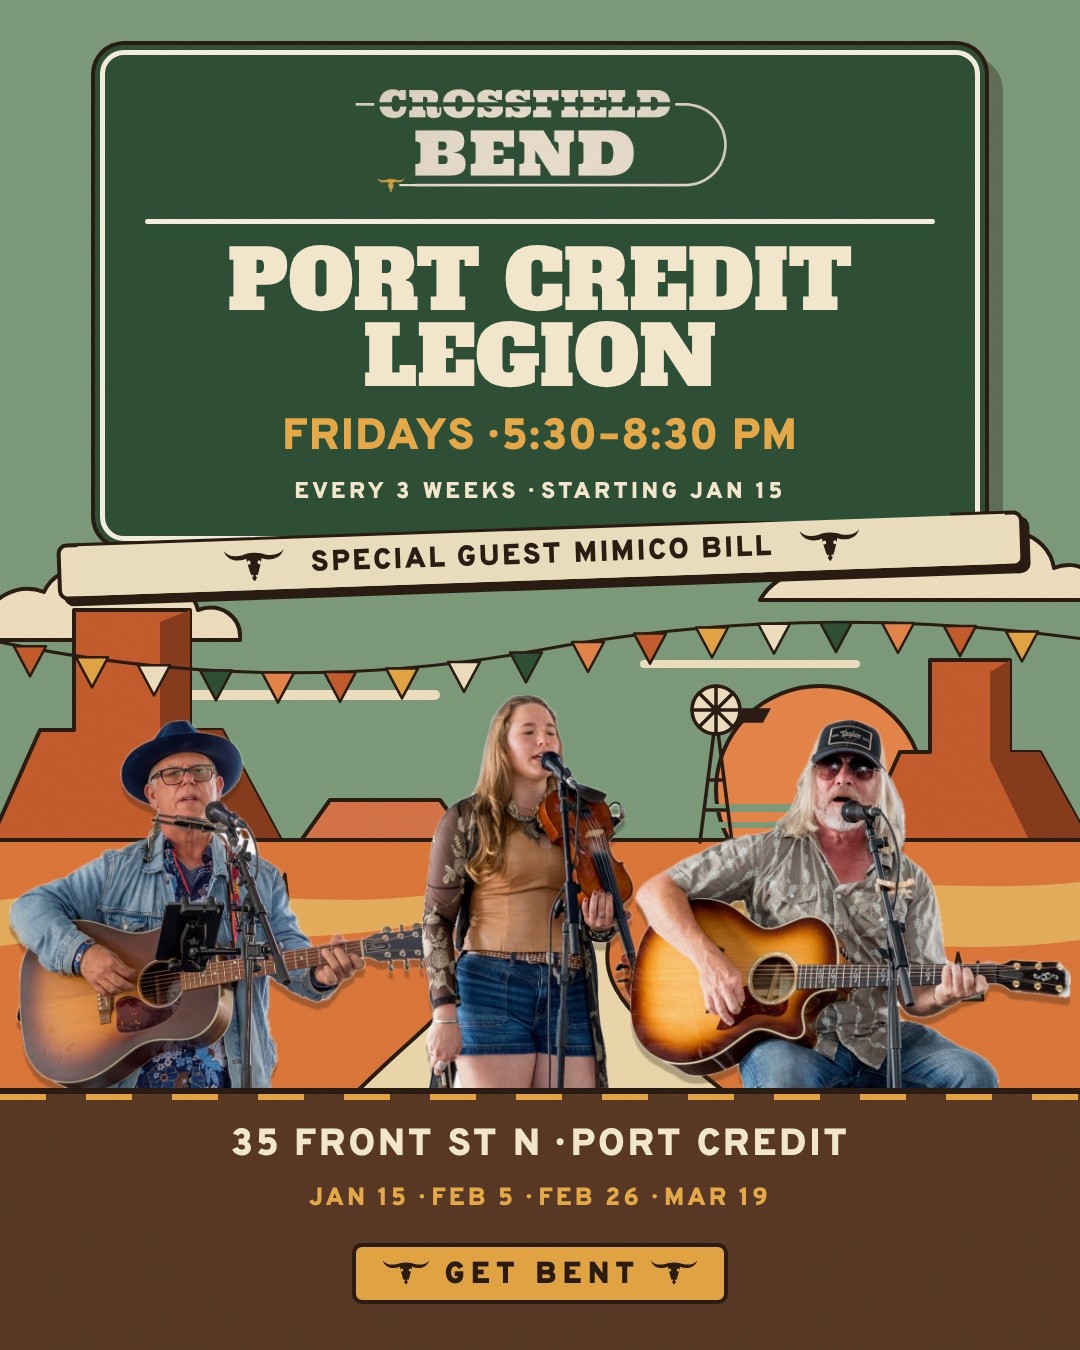 CROSSFIELD
BEND
PORT CREDIT
LEGION
FRIDAYS ·5:30–8:30 PM
EVERY 3 WEEKS ·STARTING JAN 15
SPECIAL GUEST MIMICO BILL
Taylor
35 FRONT ST N ·PORT CREDIT
JAN 15 ·FEB 5 ·FEB 26 ·MAR 19
GET BENT